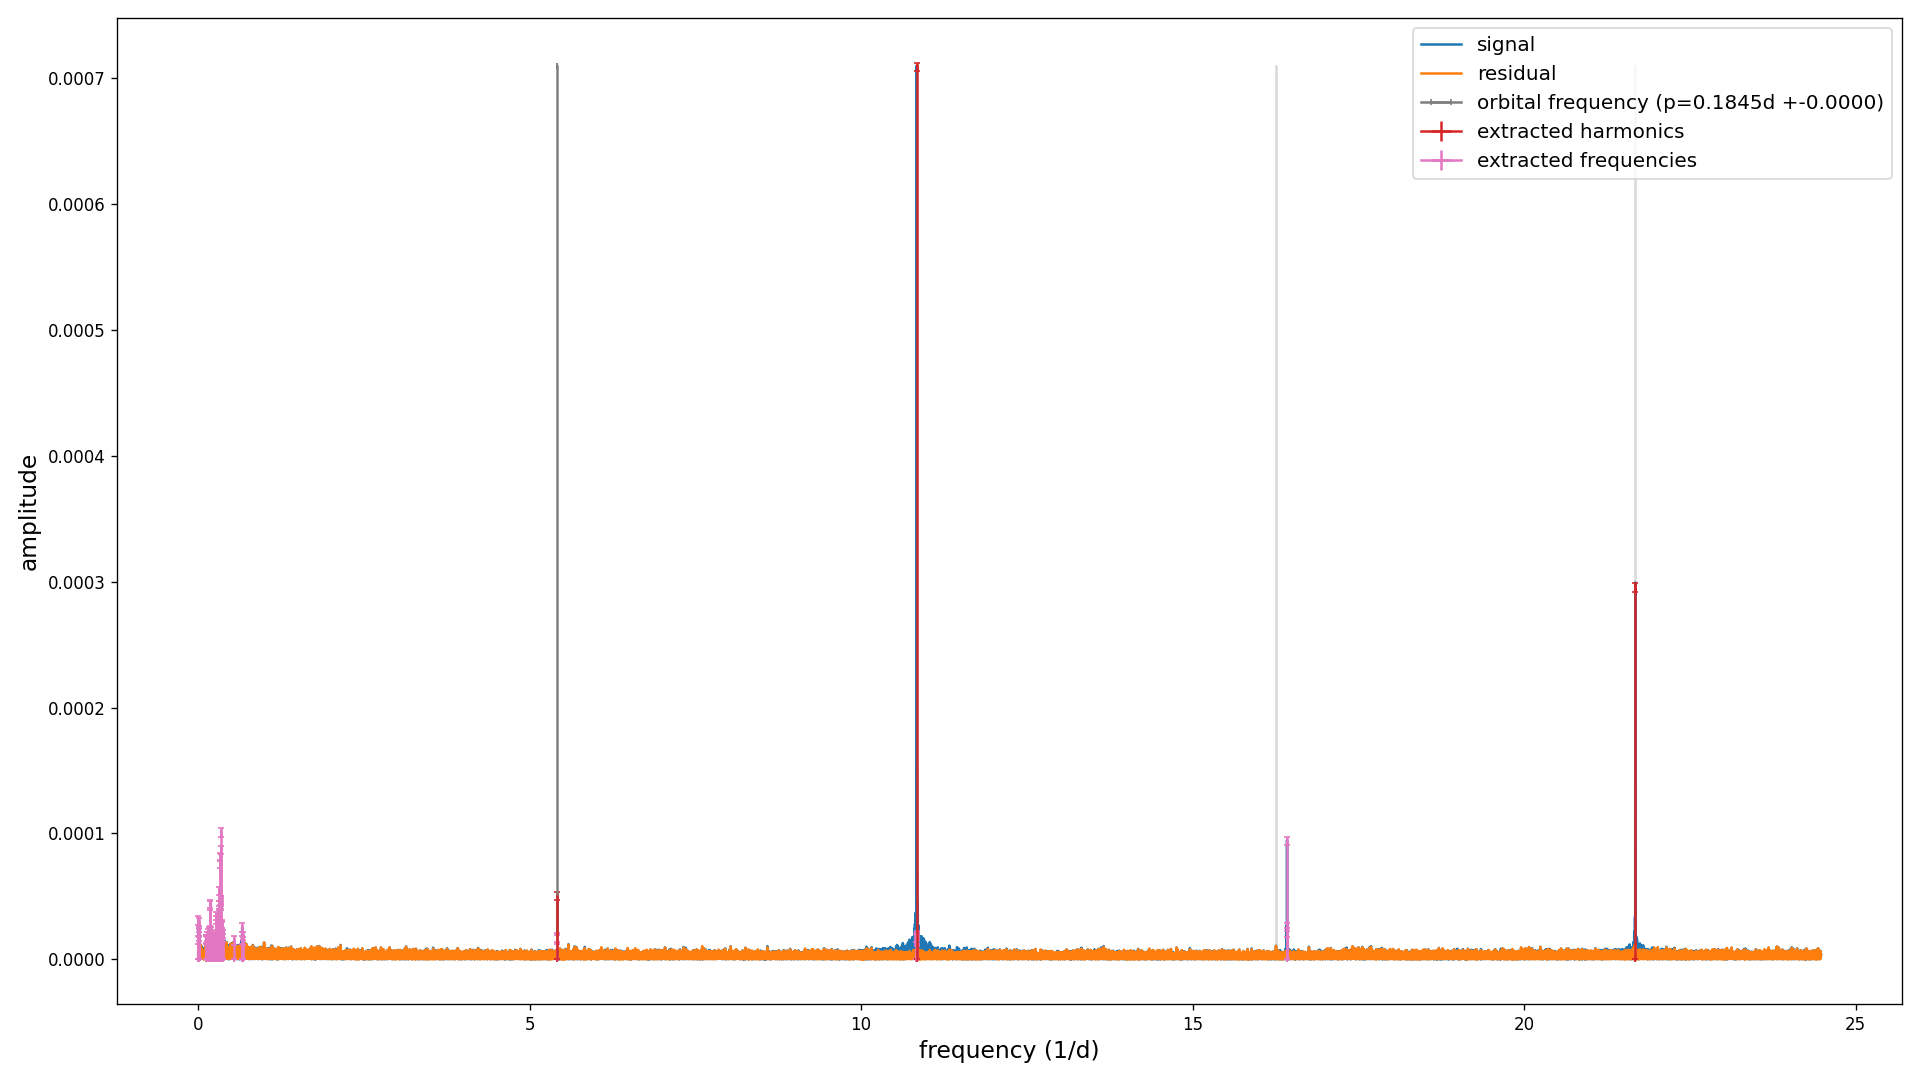 signal
residual
orbital frequency (p=0.1845d +-0.0000)
extracted harmonics
extracted frequencies
0.0007
0.0006
0.0005
0.0004
0.0003
0.0002
0.0001
0.0000
amplitude
0 5 10 15 20 25
frequency (1/d)